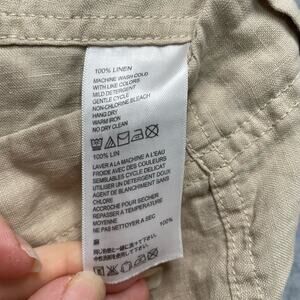 100% LINEN
MACHINE WASH COLD
WITH LIKE COLORS
MILD DETERGENT
GENTLE CYCLE
NON-CHLORINE BLEACH
HANG DRY
WARM IRON
NO DRY CLEAN
100% LIN
LAVER A LA MACHINE A L'EAU
FROIDE AVEC DES COULEURS
SEMBLABLES CYCLE DELICAT
UTILISER UN DETERGENT DOUX
AGENT DE BLANCHIMENT SANS
CHLORE
ACCROCHER POUR SECHER
REPASSER A TEMPERATURE
MOYENNE
NE PAS NETTOYER A SEC
100%